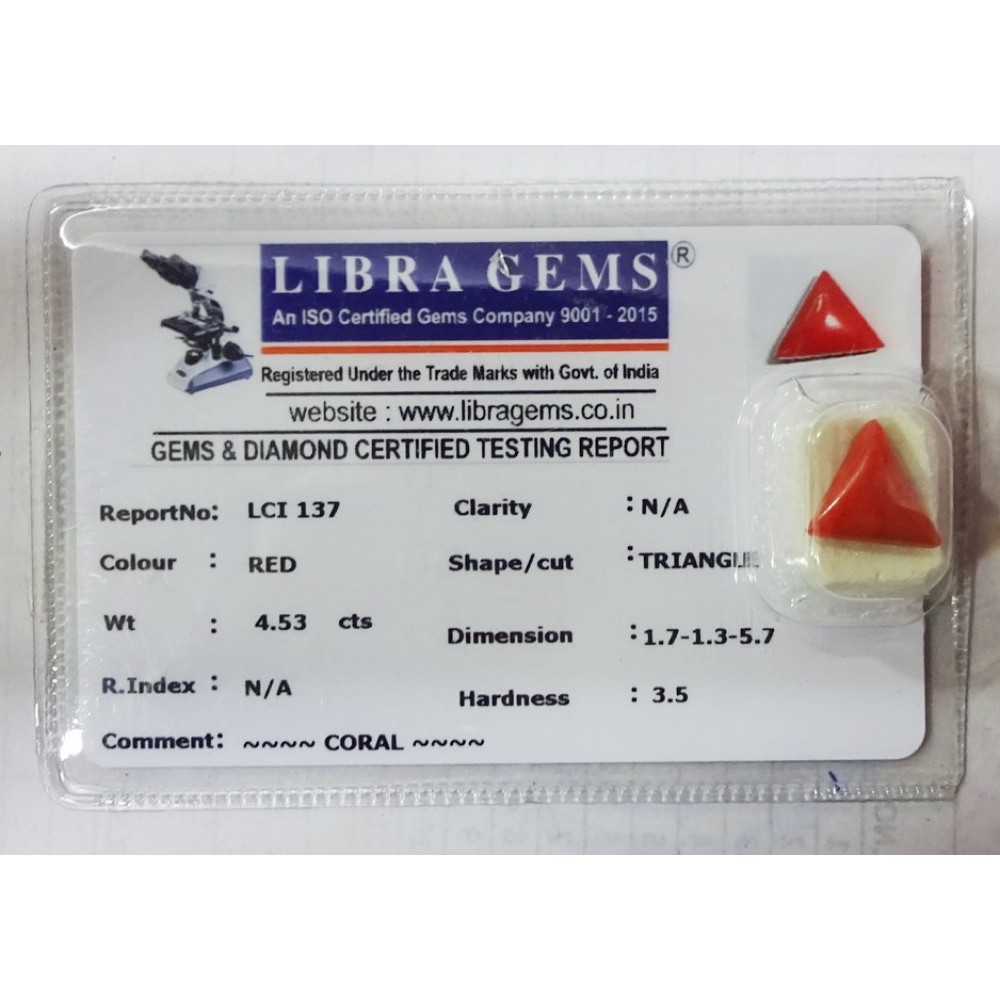 LIBRA GEMS ®
An ISO Certified Gems Company 9001 - 2015
Registered Under the Trade Marks with Govt. of India
website : www.libragems.co.in
GEMS & DIAMOND CERTIFIED TESTING REPORT
ReportNo: LCI 137 Clarity : N/A
Colour : RED Shape/cut : TRIANGLE
Wt : 4.53 cts Dimension : 1.7-1.3-5.7
R.Index : N/A Hardness : 3.5
Comment: ~~~~ CORAL ~~~~